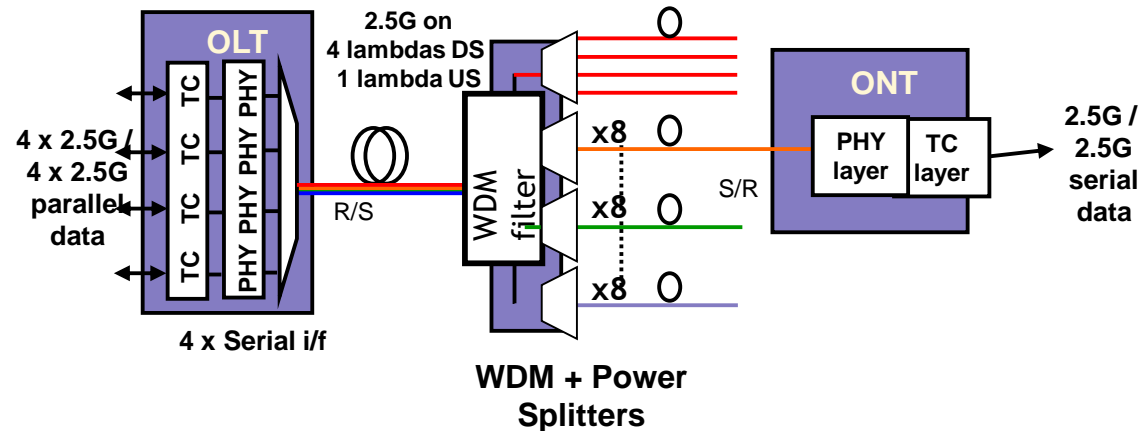 OLT
TC
TC
TC
TC
PHY PHY PHY PHY
4 x 2.5G /
4 x 2.5G
parallel
data
4 x Serial i/f
R/S
2.5G on
4 lambdas DS
1 lambda US
WDM
filter
x8
x8
x8
WDM + Power
Splitters
S/R
ONT
PHY
layer
TC
layer
2.5G /
2.5G
serial
data